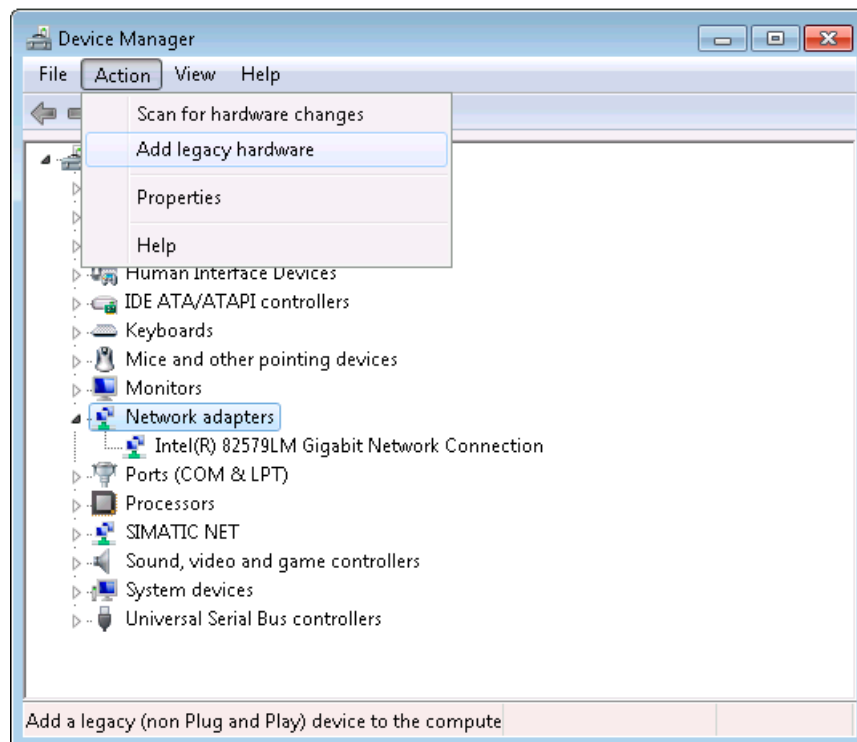 Device Manager
File Action View Help
Scan for hardware changes
Add legacy hardware
Properties
Help
Human Interface Devices
IDE ATA/ATAPI controllers
Keyboards
Mice and other pointing devices
Monitors
Network adapters
Intel(R) 82579LM Gigabit Network Connection
Ports (COM & LPT)
Processors
SIMATIC NET
Sound, video and game controllers
System devices
Universal Serial Bus controllers
Add a legacy (non Plug and Play) device to the compute